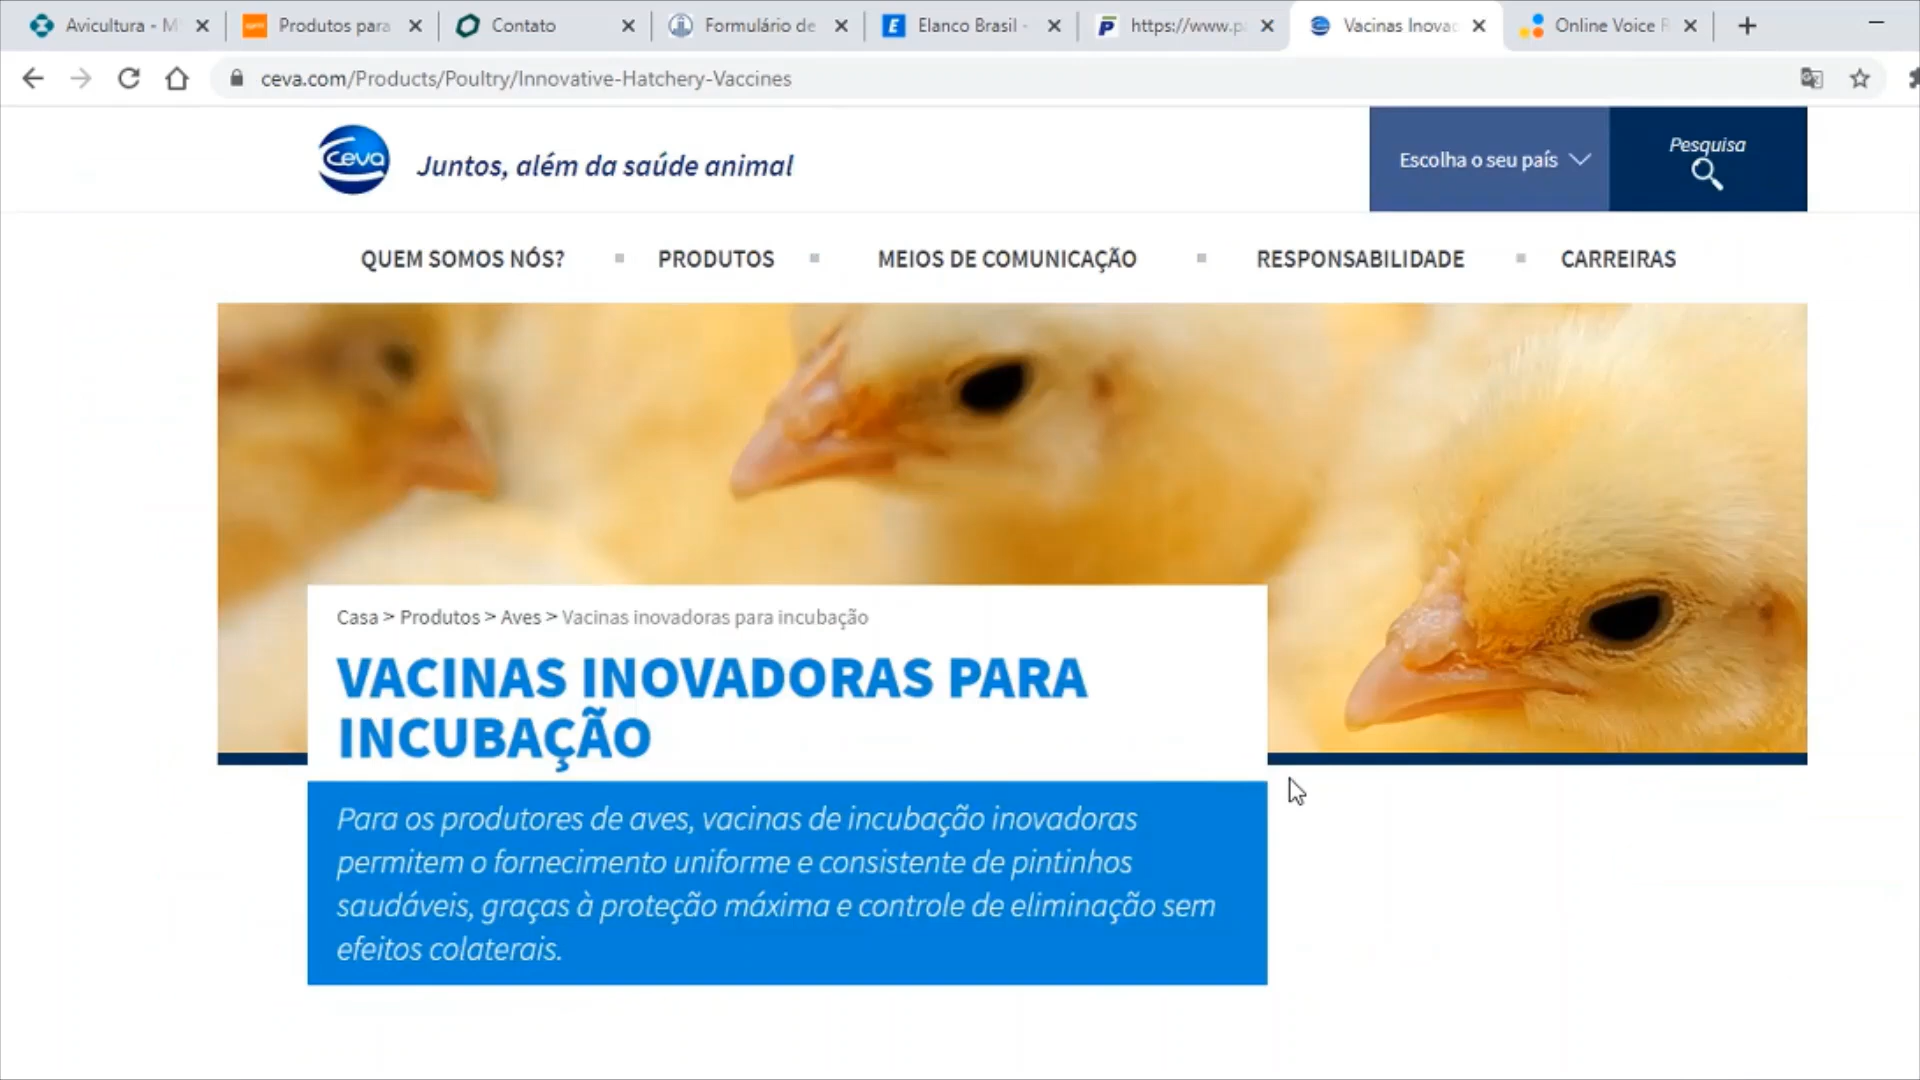 Avicultura - M
Produtos para
Contato
Formulário de
Elanco Brasil -
https://www.p
Vacinas Inova
Online Voice R
ceva.com/Products/Poultry/Innovative-Hatchery-Vaccines
Ceva
Juntos, além da saúde animal
Escolha o seu país
Pesquisa
QUEM SOMOS NÓS?
PRODUTOS
MEIOS DE COMUNICAÇÃO
RESPONSABILIDADE
CARREIRAS
Casa > Produtos > Aves > Vacinas inovadoras para incubação
VACINAS INOVADORAS PARA
INCUBAÇÃO
Para os produtores de aves, vacinas de incubação inovadoras
permitem o fornecimento uniforme e consistente de pintinhos
saudáveis, graças à proteção máxima e controle de eliminação sem
efeitos colaterais.